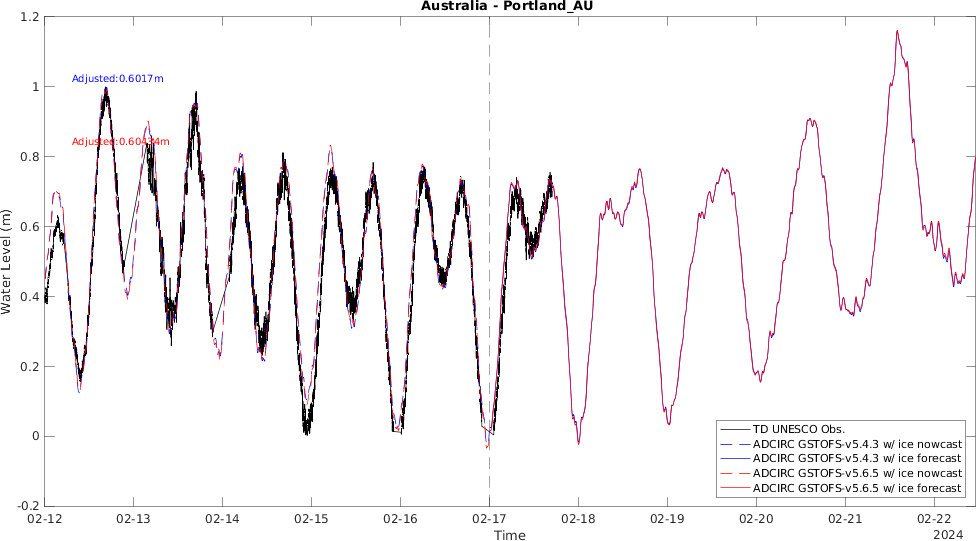 Australia - Portland_AU
1.2
1
0.8
0.6
0.4
0.2
0
-0.2
Water Level (m)
Adjusted:0.6017m
Adjusted:0.60434m
TD UNESCO Obs.
ADCIRC GSTOFS-v5.4.3 w/ ice nowcast
ADCIRC GSTOFS-v5.4.3 w/ ice forecast
ADCIRC GSTOFS-v5.6.5 w/ ice nowcast
ADCIRC GSTOFS-v5.6.5 w/ ice forecast
02-12 02-13 02-14 02-15 02-16 02-17 02-18 02-19 02-20 02-21 02-22
Time
2024